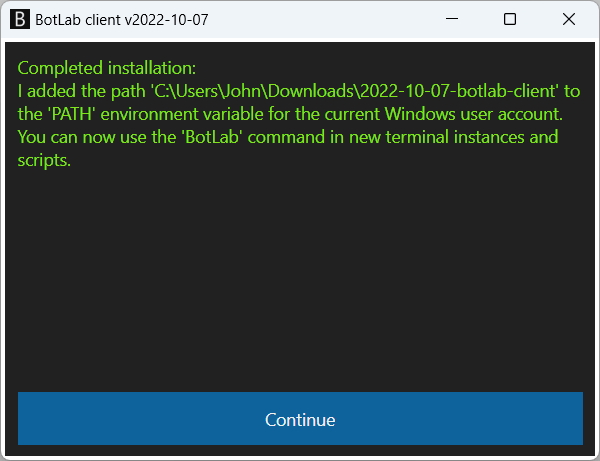 B BotLab client v2022-10-07
Completed installation:
I added the path 'C:\Users\John\Downloads\2022-10-07-botlab-client' to
the 'PATH' environment variable for the current Windows user account.
You can now use the 'BotLab' command in new terminal instances and
scripts.
Continue